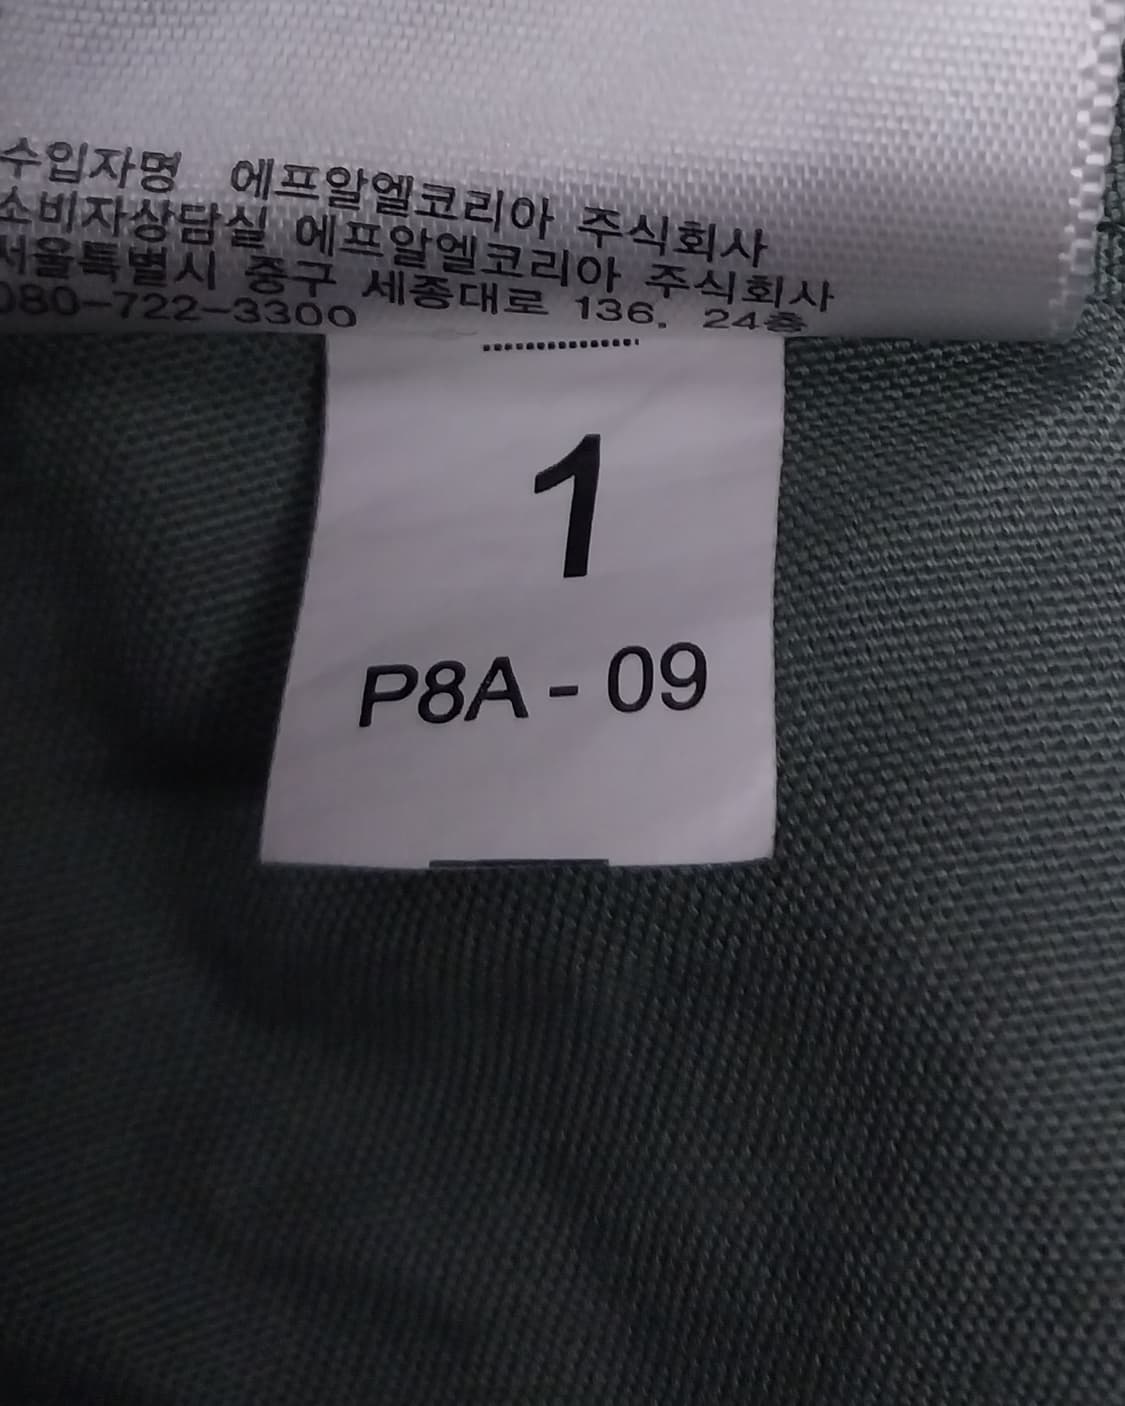 수입자명 에프알엘코리아 주식회사
소비자상담실 에프알엘코리아 주식회사
서울특별시 중구 세종대로 136, 24층
080-722-3300
1
P8A - 09